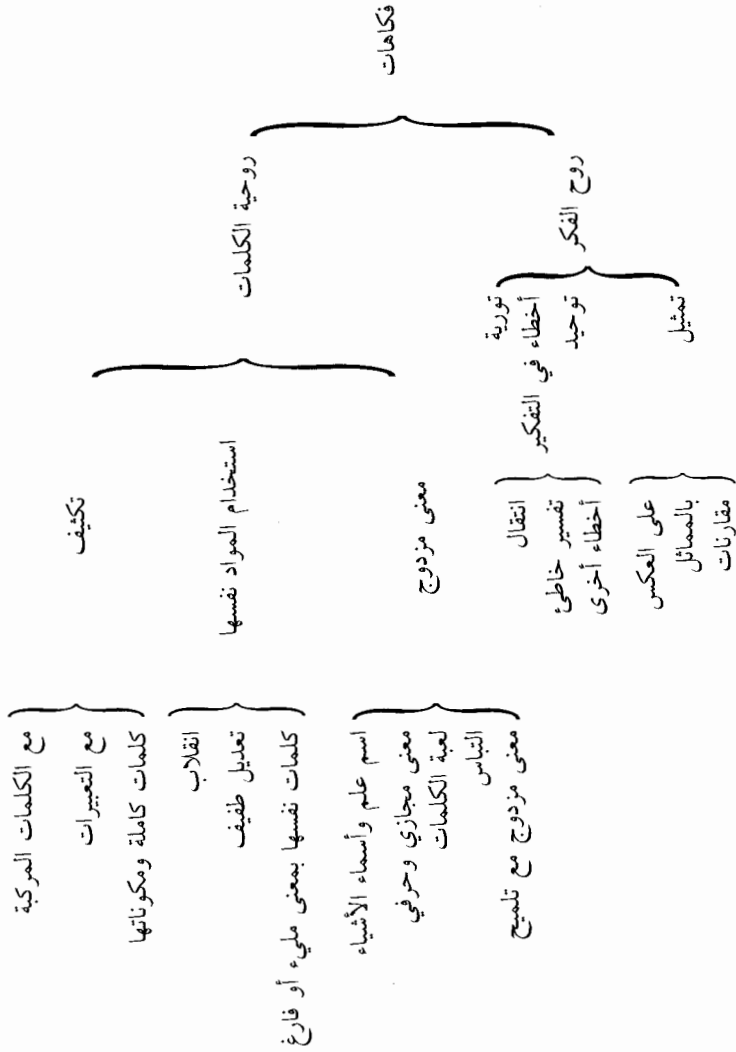 فكاهات
روحية الكلمات
تكثيف
مع الكلمات المركبة
مع التعبيرات
كلمات كاملة ومكوناتها
استخدام المواد نفسها
انقلاب
تعديل طفيف
كلمات نفسها بمعنى مليء أو فارغ
معنى مزدوج
اسم علم وأسماء الأشياء
معنى مجازي وحرفي
لعبة الكلمات
التباس
معنى مزدوج مع تلميح
روح الفكر
تورية
أخطاء في التفكير
انتقال
تفسير خاطئ
أخطاء أخرى
توحيد
تمثيل
على العكس
بالمماثل
مقارنات